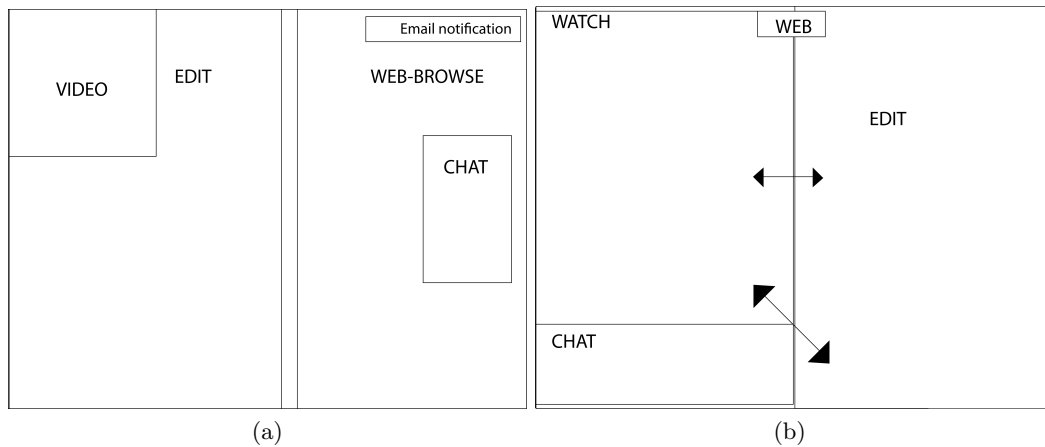 Email notification
VIDEO
EDIT
WEB-BROWSE
CHAT
(a)
WATCH
WEB
EDIT
CHAT
(b)